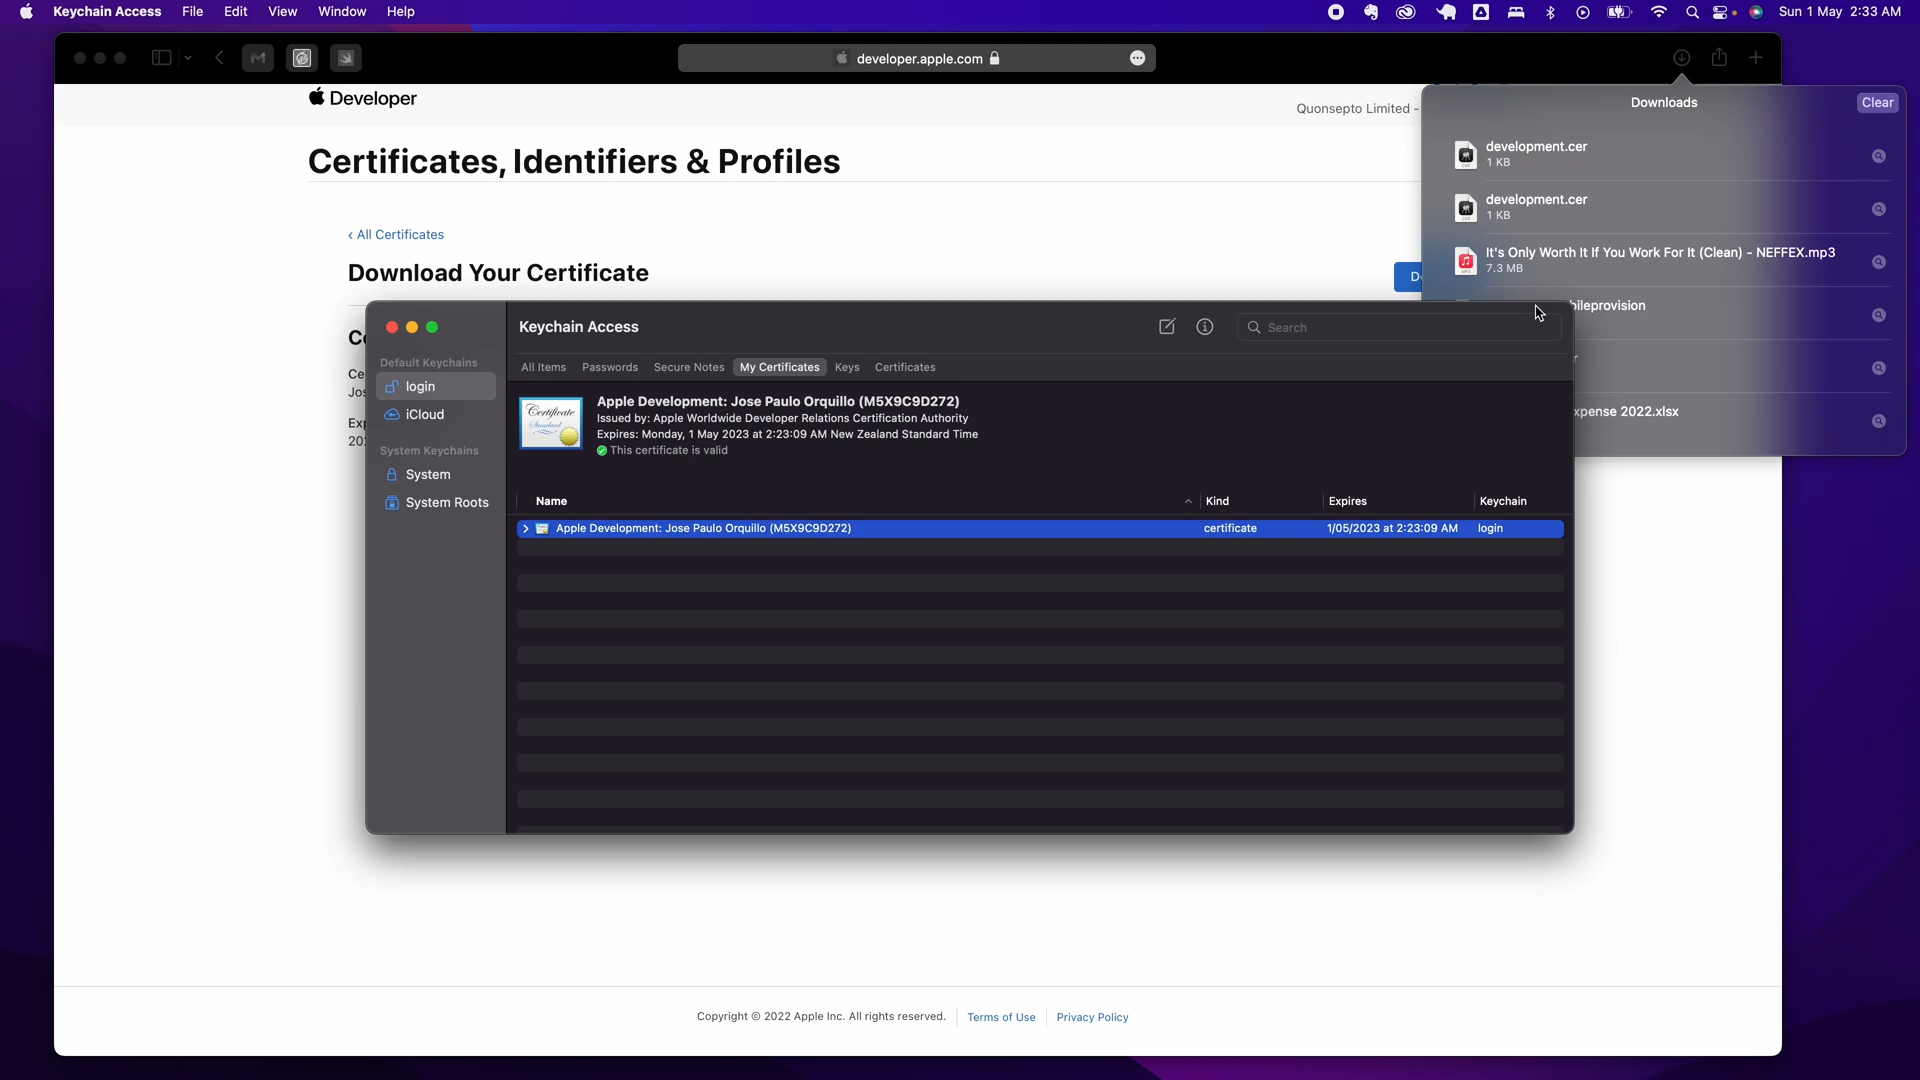 Keychain Access File Edit View Window Help
Sun 1 May 2:33 AM
developer.apple.com
Developer
Quonsepto Limited -
Certificates, Identifiers & Profiles
‹ All Certificates
Download Your Certificate
Downloads
Clear
development.cer
1 KB
development.cer
1 KB
It's Only Worth It If You Work For It (Clean) - NEFFEX.mp3
7.3 MB
bileprovision
xpense 2022.xlsx
Keychain Access
Search
Default Keychains
login
iCloud
System Keychains
System
System Roots
All Items Passwords Secure Notes My Certificates Keys Certificates
Certificate
Standard
Apple Development: Jose Paulo Orquillo (M5X9C9D272)
Issued by: Apple Worldwide Developer Relations Certification Authority
Expires: Monday, 1 May 2023 at 2:23:09 AM New Zealand Standard Time
This certificate is valid
Name Kind Expires Keychain
Apple Development: Jose Paulo Orquillo (M5X9C9D272) certificate 1/05/2023 at 2:23:09 AM login
Copyright © 2022 Apple Inc. All rights reserved. Terms of Use Privacy Policy